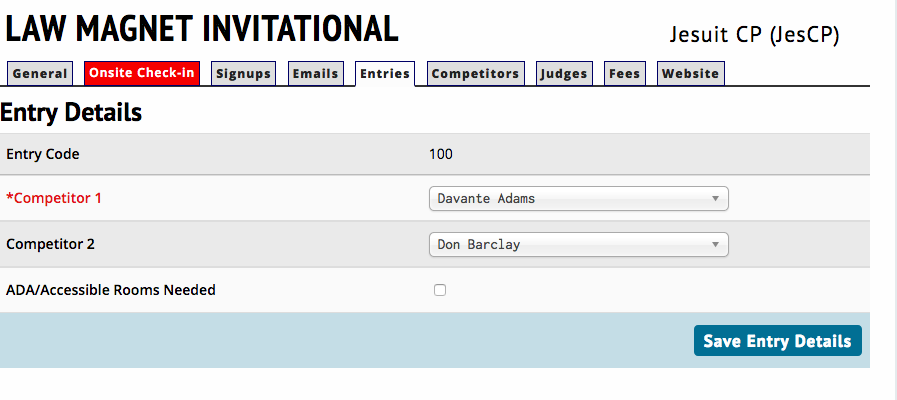 LAW MAGNET INVITATIONAL
Jesuit CP (JesCP)
General Onsite Check-in Signups Emails Entries Competitors Judges Fees Website
Entry Details
Entry Code 100
*Competitor 1 Davante Adams
Competitor 2 Don Barclay
ADA/Accessible Rooms Needed
Save Entry Details